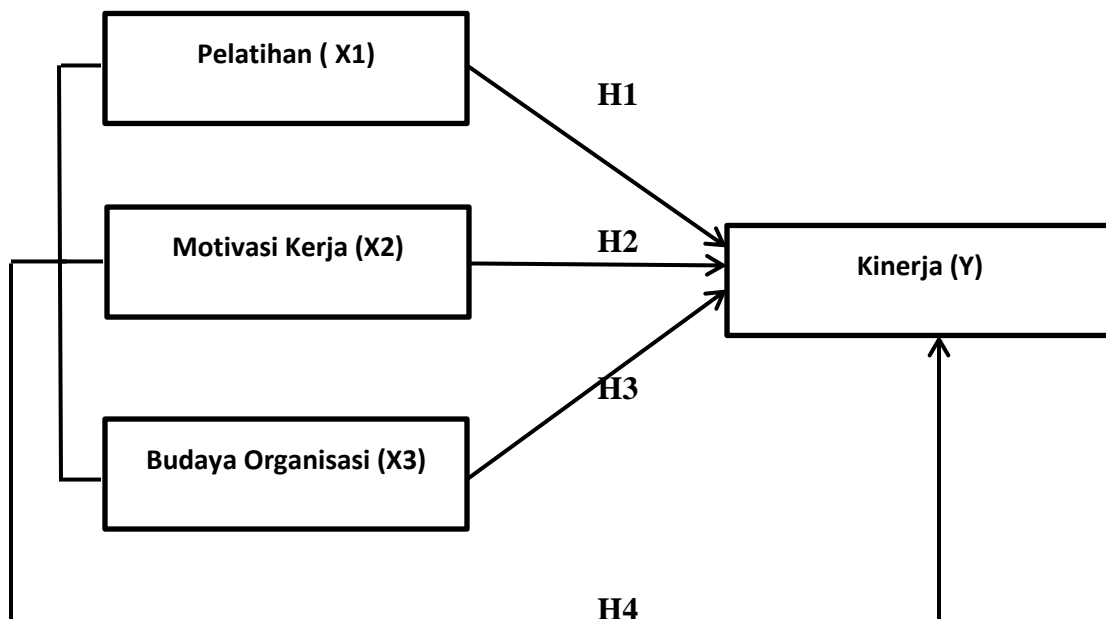 Pelatihan ( X1)
H1
Motivasi Kerja (X2)
H2
Kinerja (Y)
H3
Budaya Organisasi (X3)
H4